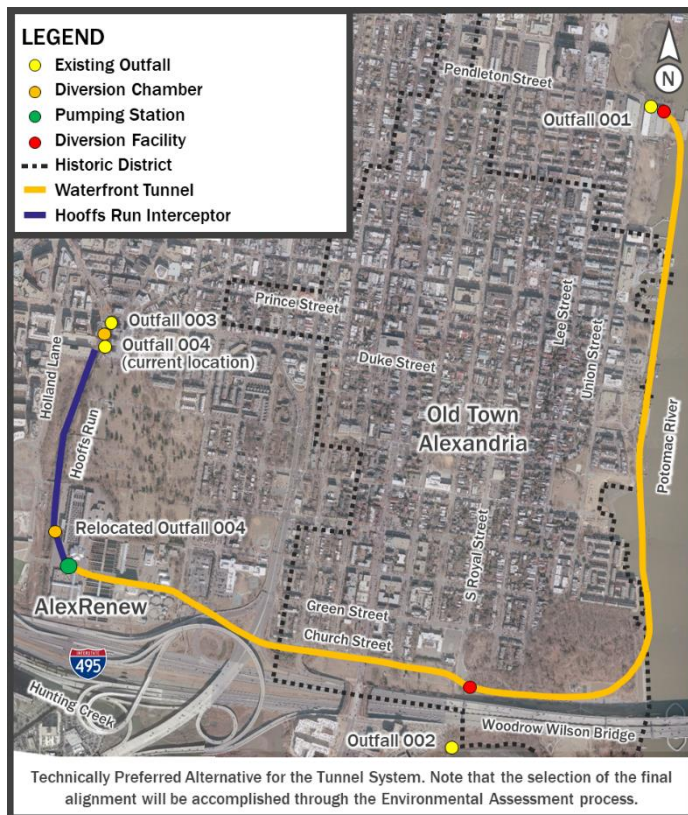 LEGEND
Existing Outfall
Diversion Chamber
Pumping Station
Diversion Facility
Historic District
Waterfront Tunnel
Hooffs Run Interceptor
N
Pendleton Street
Outfall 001
Prince Street
Lee Street
Union Street
Duke Street
Outfall 003
Outfall 004
(current location)
Holland Lane
Hooffs Run
Old Town
Alexandria
Potomac River
Relocated Outfall 004
S Royal Street
AlexRenew
Green Street
Church Street
INTERSTATE
495
Hunting Creek
Woodrow Wilson Bridge
Outfall 002
Technically Preferred Alternative for the Tunnel System. Note that the selection of the final
alignment will be accomplished through the Environmental Assessment process.